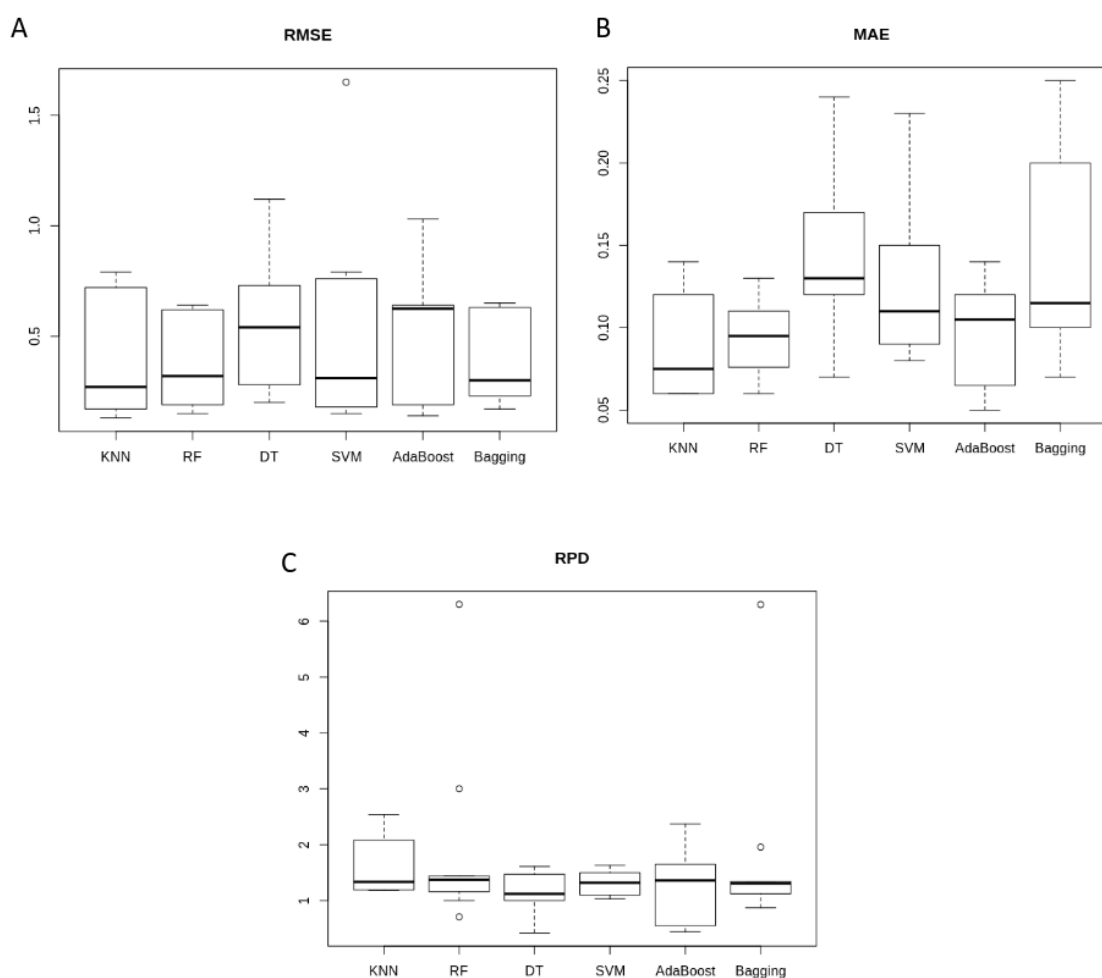 A
RMSE
1.5
1.0
0.5
KNN RF DT SVM AdaBoost Bagging
B
MAE
0.25
0.20
0.15
0.10
0.05
KNN RF DT SVM AdaBoost Bagging
C
RPD
6
5
4
3
2
1
KNN RF DT SVM AdaBoost Bagging